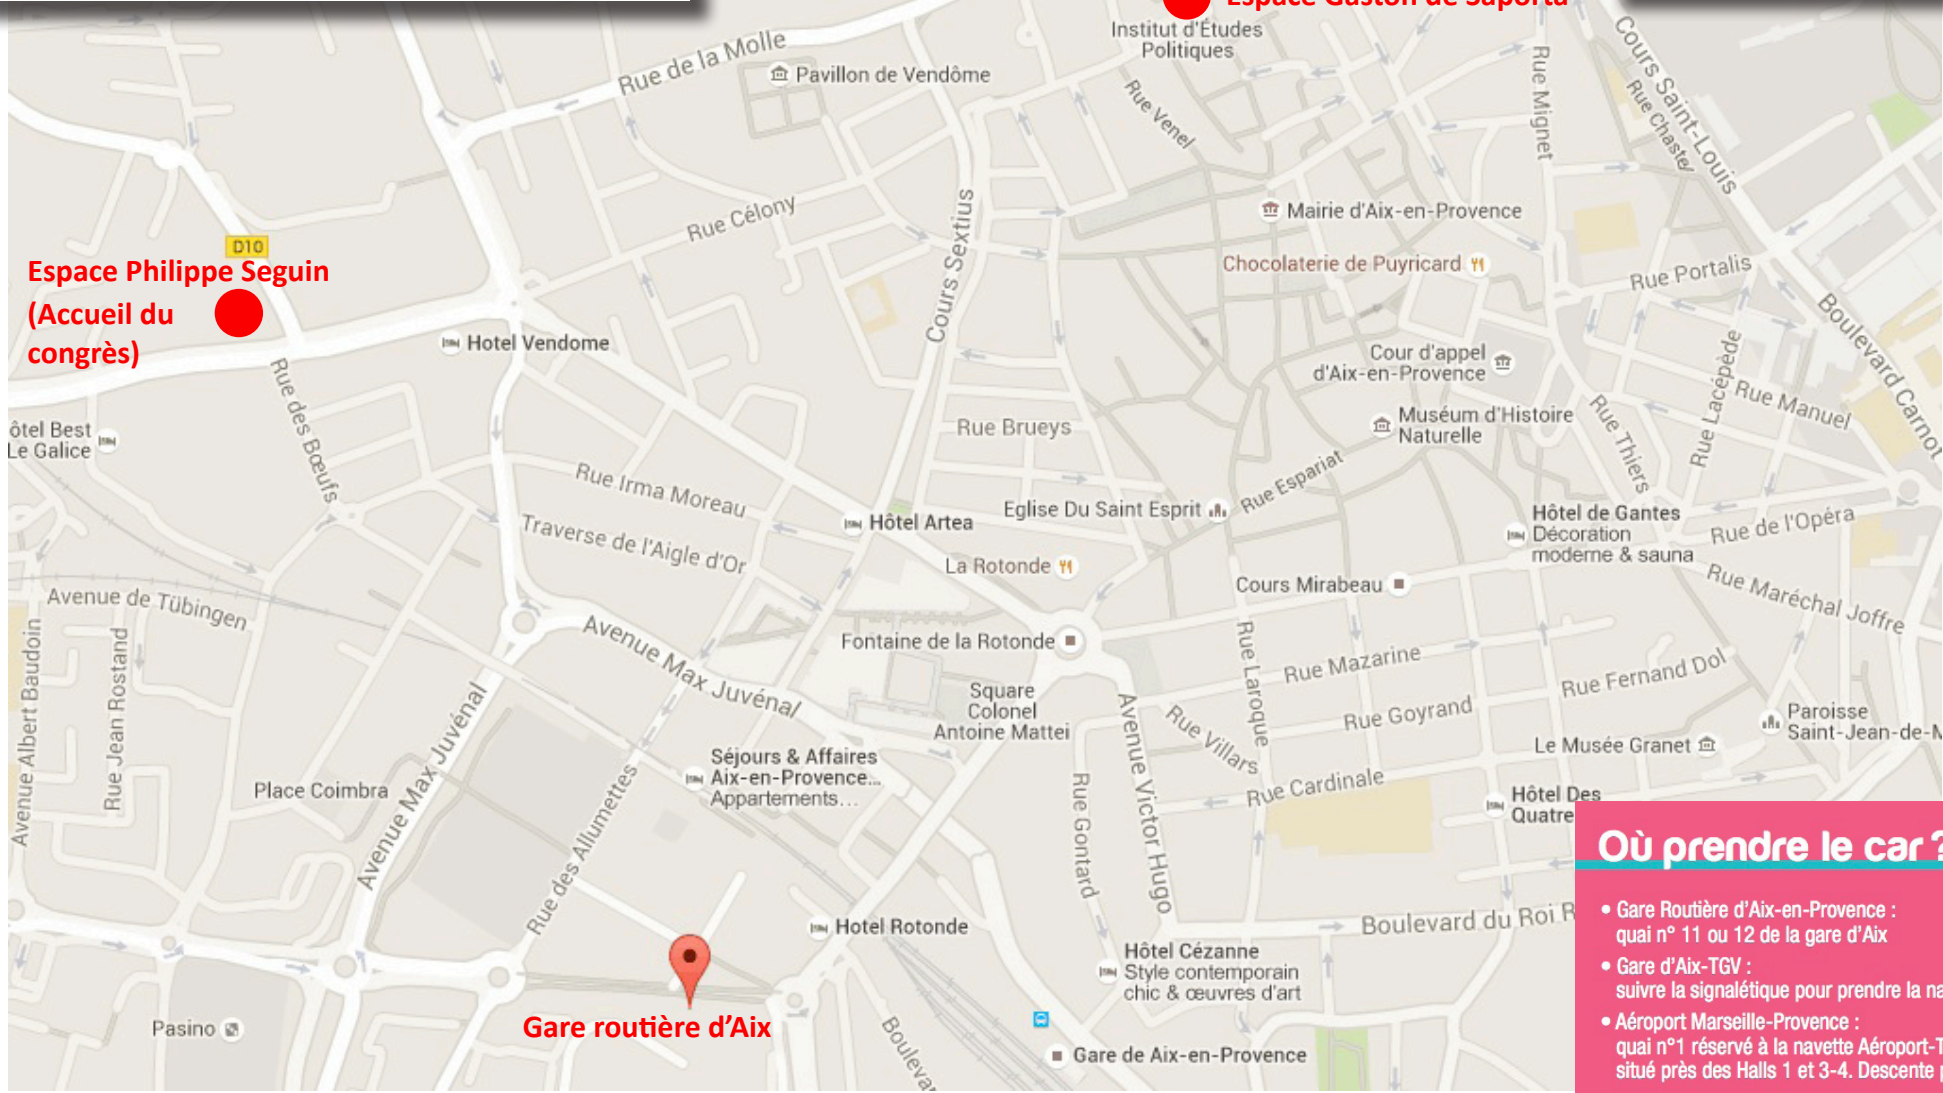 Espace Gaston de Saporta
Institut d'Études
Politiques
Rue de la Molle
Pavillon de Vendôme
Rue Venel
Rue Mignet
Cours Saint-Louis
Rue Chastel
Rue Célony
Cours Sextius
Mairie d'Aix-en-Provence
Chocolaterie de Puyricard
Rue Portalis
D10
Espace Philippe Seguin
(Accueil du
congrès)
Hotel Vendome
Boulevard Carnot
Cour d'appel
d'Aix-en-Provence
Rue Lacépède
Rue Manuel
Muséum d'Histoire
Naturelle
Rue Thiers
ôtel Best
Le Galice
Rue des Bœufs
Rue Brueys
Rue Irma Moreau
Rue Espariat
Eglise Du Saint Esprit
Hôtel Artea
Hôtel de Gantes
Décoration
moderne & sauna
Rue de l'Opéra
Traverse de l'Aigle d'Or
La Rotonde
Cours Mirabeau
Rue Maréchal Joffre
Avenue de Tübingen
Avenue Max Juvénal
Fontaine de la Rotonde
Rue Laroque
Rue Mazarine
Rue Fernand Dol
Avenue Albert Baudoin
Rue Jean Rostand
Square
Colonel
Antoine Mattei
Avenue Victor Hugo
Rue Villars
Rue Goyrand
Paroisse
Saint-Jean-de-M
Le Musée Granet
Séjours & Affaires
Aix-en-Provence...
Appartements...
Place Coimbra
Avenue Max Juvénal
Rue des Allumettes
Rue Gontard
Rue Cardinale
Hôtel Des
Quatre
Hotel Rotonde
Boulevard du Roi R
Hôtel Cézanne
Style contemporain
chic & œuvres d'art
Pasino
Gare routière d'Aix
Bouleva
Gare de Aix-en-Provence
Où prendre le car ?
• Gare Routière d'Aix-en-Provence :
quai n° 11 ou 12 de la gare d'Aix
• Gare d'Aix-TGV :
suivre la signalétique pour prendre la na
• Aéroport Marseille-Provence :
quai n°1 réservé à la navette Aéroport-T
situé près des Halls 1 et 3-4. Descente p